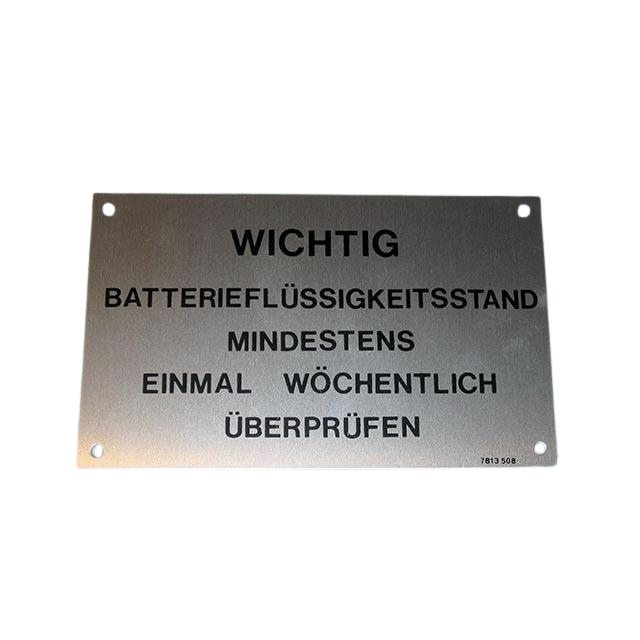 WICHTIG
BATTERIEFLÜSSIGKEITSSTAND
MINDESTENS
EINMAL WÖCHENTLICH
ÜBERPRÜFEN
7813 508